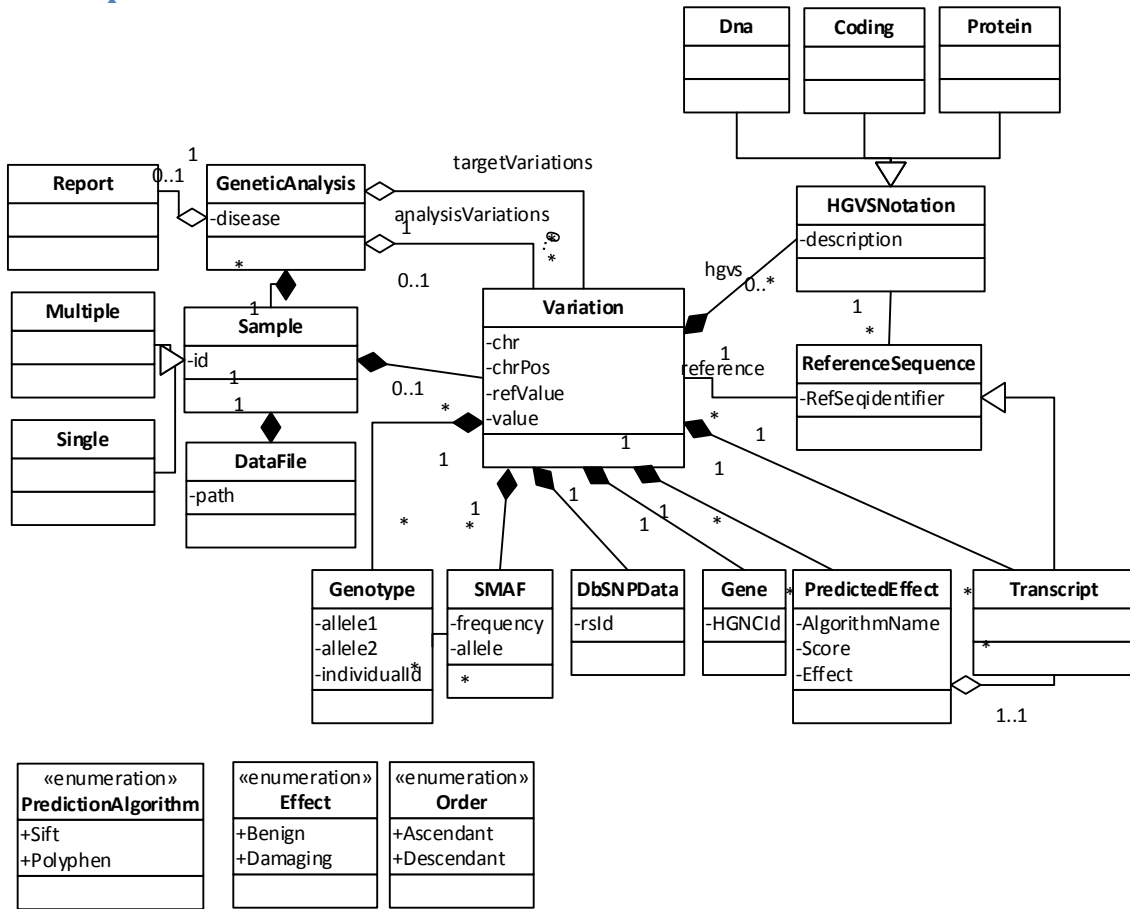 Dna
Coding
Protein
targetVariations
1
0..1
Report
GeneticAnalysis
-disease
analysisVariations
1
0..1
*
*
HGVSNotation
-description
hgvs
0..*
1
*
Multiple
*
1
Sample
-id
1
1
0..1
Variation
-chr
-chrPos
-refValue
-value
reference
1
ReferenceSequence
-RefSeqidentifier
*
1
Single
DataFile
-path
*
1
1
1
*
1
*
1
1
1
*
Genotype
-allele1
-allele2
-individualId
*
SMAF
-frequency
-allele
*
DbSNPData
-rsId
Gene
-HGNCId
*
PredictedEffect
-AlgorithmName
-Score
-Effect
*
Transcript
*
1..1
«enumeration»
PredictionAlgorithm
+Sift
+Polyphen
«enumeration»
Effect
+Benign
+Damaging
«enumeration»
Order
+Ascendant
+Descendant